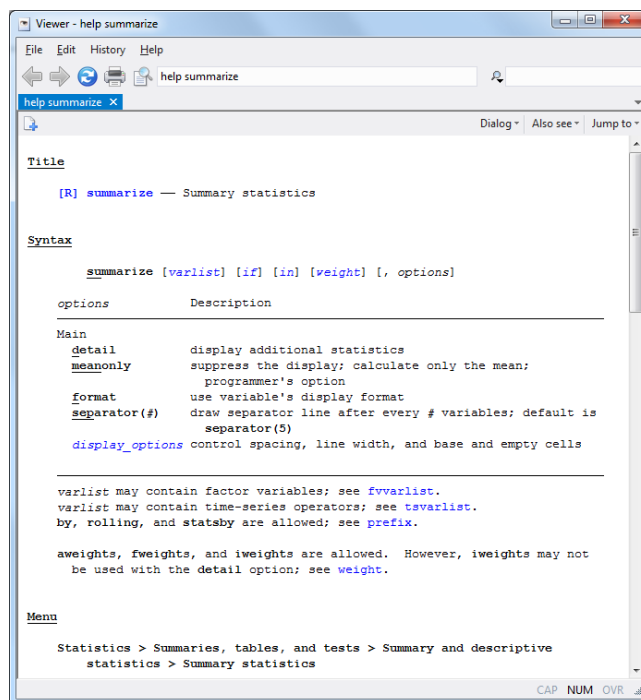 Viewer - help summarize
File Edit History Help
help summarize
help summarize
Dialog Also see Jump to
Title
[R] summarize — Summary statistics
Syntax
summarize [varlist] [if] [in] [weight] [, options]
options Description
Main
detail display additional statistics
meanonly suppress the display; calculate only the mean;
programmer's option
format use variable's display format
separator(#) draw separator line after every # variables; default is
separator(5)
display_options control spacing, line width, and base and empty cells
varlist may contain factor variables; see fvvarlist.
varlist may contain time-series operators; see tsvarlist.
by, rolling, and statsby are allowed; see prefix.
aweights, fweights, and iweights are allowed. However, iweights may not
be used with the detail option; see weight.
Menu
Statistics > Summaries, tables, and tests > Summary and descriptive
statistics > Summary statistics
CAP NUM OVR